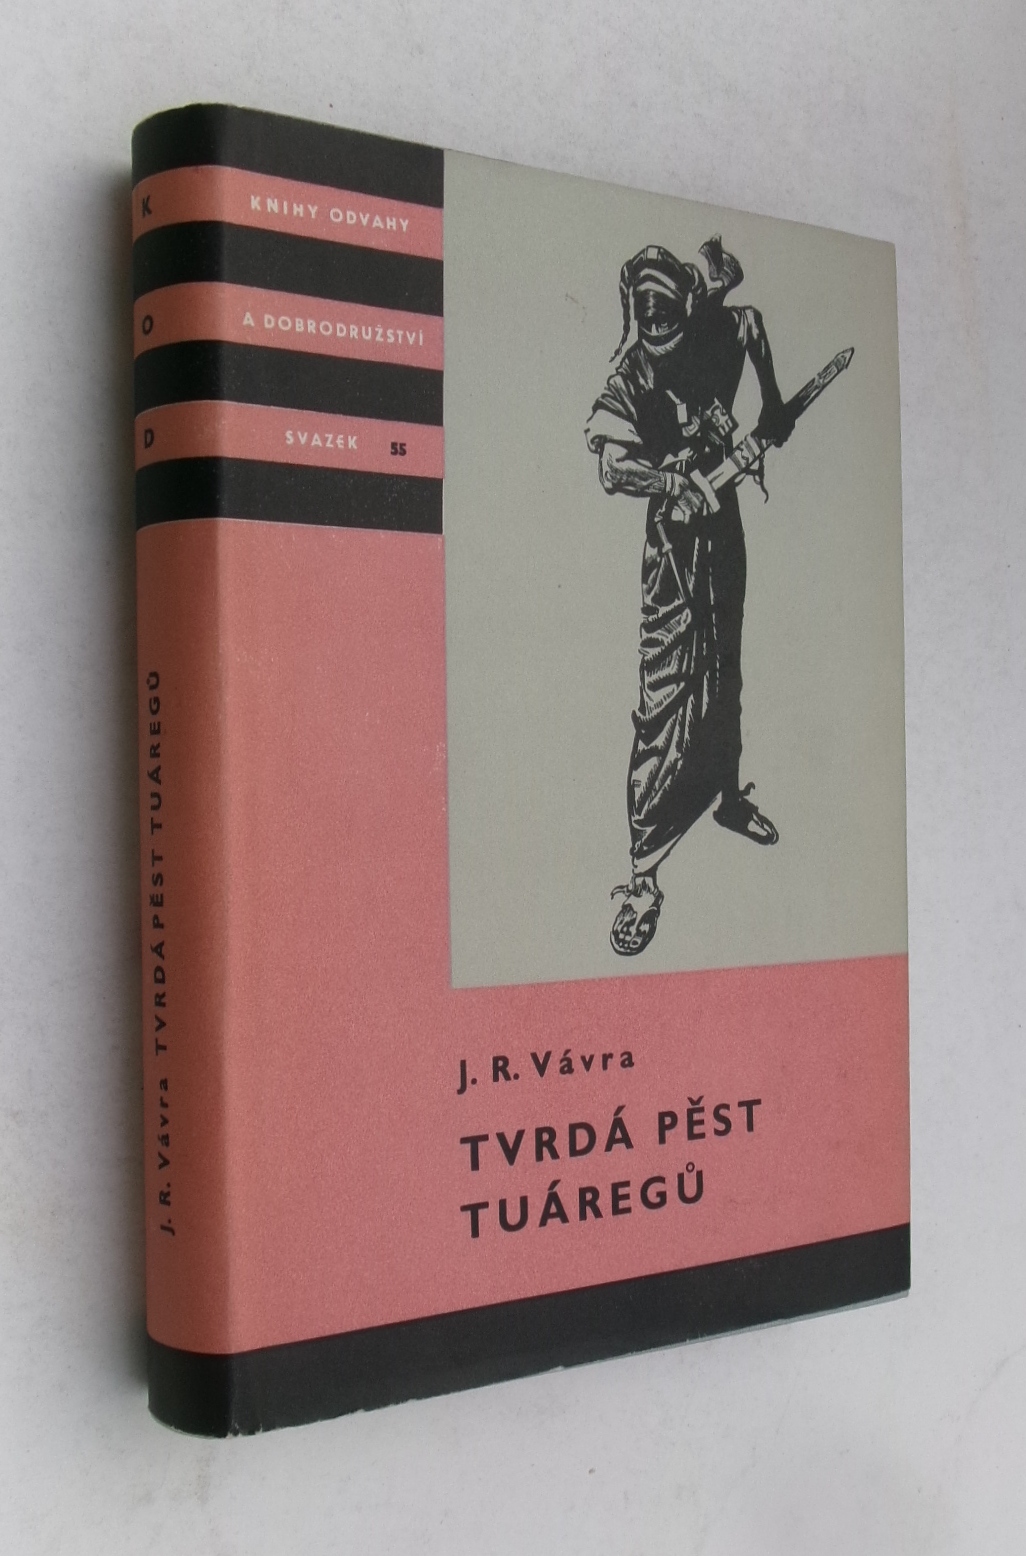 K
O
D
J. R. Vávra TVRDÁ PĚST TUÁREGŮ
KNIHY ODVAHY
A DOBRODRUŽSTVÍ
SVAZEK 55
J. R. Vávra
TVRDÁ PĚST
TUÁREGŮ